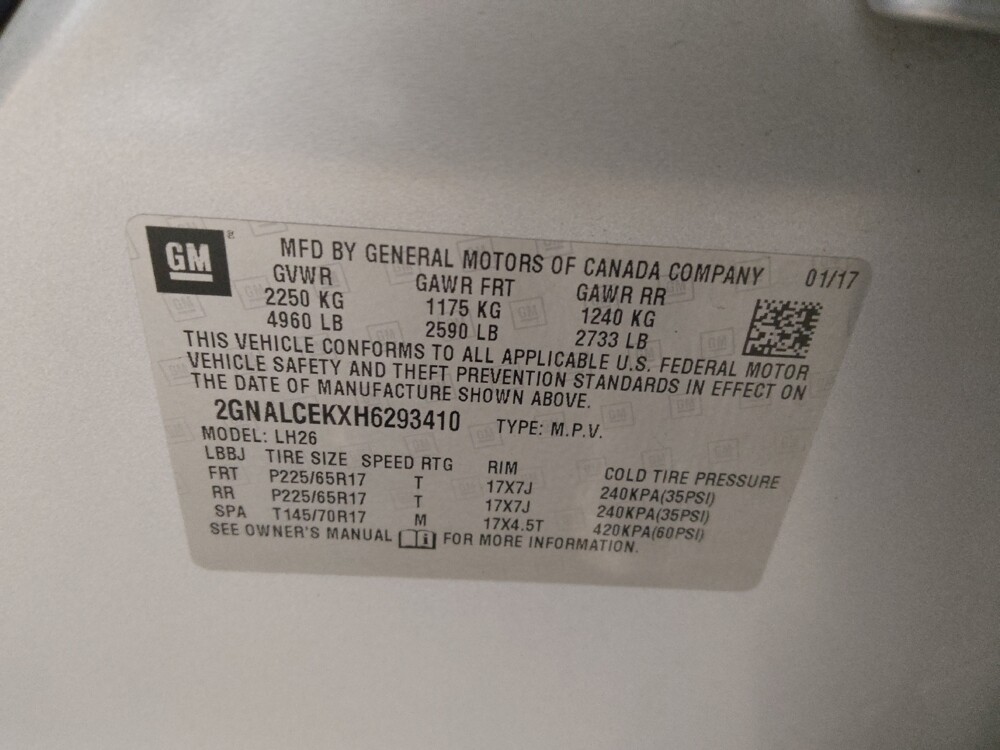 GM
MFD BY GENERAL MOTORS OF CANADA COMPANY 01/17
GVWR GAWR FRT GAWR RR
2250 KG 1175 KG 1240 KG
4960 LB 2590 LB 2733 LB
THIS VEHICLE CONFORMS TO ALL APPLICABLE U.S. FEDERAL MOTOR
VEHICLE SAFETY AND THEFT PREVENTION STANDARDS IN EFFECT ON
THE DATE OF MANUFACTURE SHOWN ABOVE.
2GNALCEKXH6293410 TYPE: M.P.V.
MODEL: LH26
LBBJ TIRE SIZE SPEED RTG RIM COLD TIRE PRESSURE
FRT P225/65R17 T 17X7J 240KPA(35PSI)
RR P225/65R17 T 17X7J 240KPA(35PSI)
SPA T145/70R17 M 17X4.5T 420KPA(60PSI)
SEE OWNER'S MANUAL i FOR MORE INFORMATION.